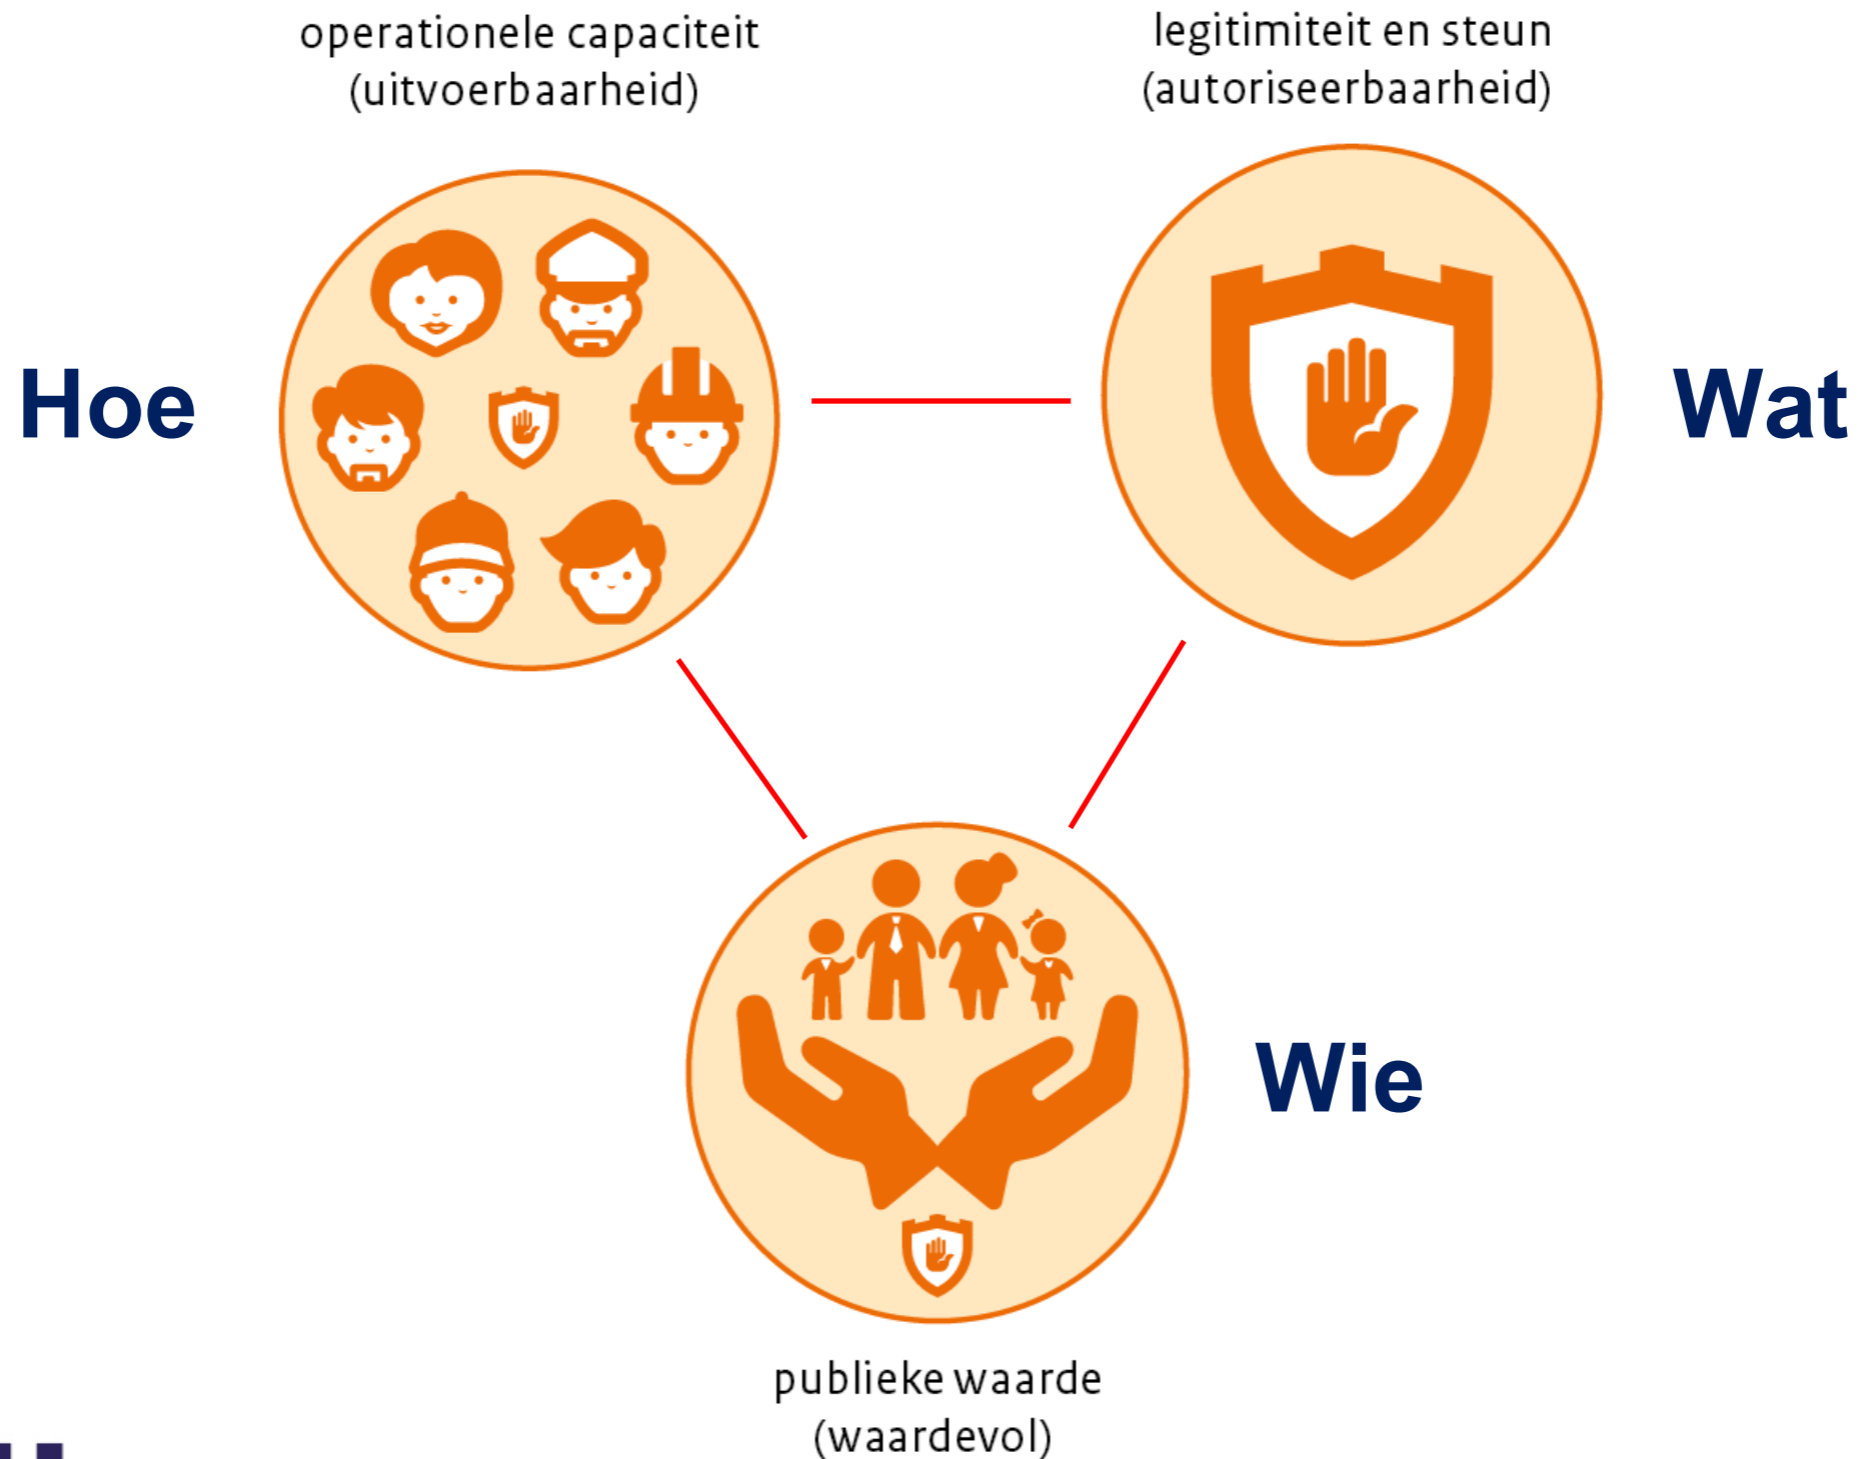 operationele capaciteit
(uitvoerbaarheid)
legitimiteit en steun
(autoriseerbaarheid)
Hoe
Wat
Wie
publieke waarde
(waardevol)